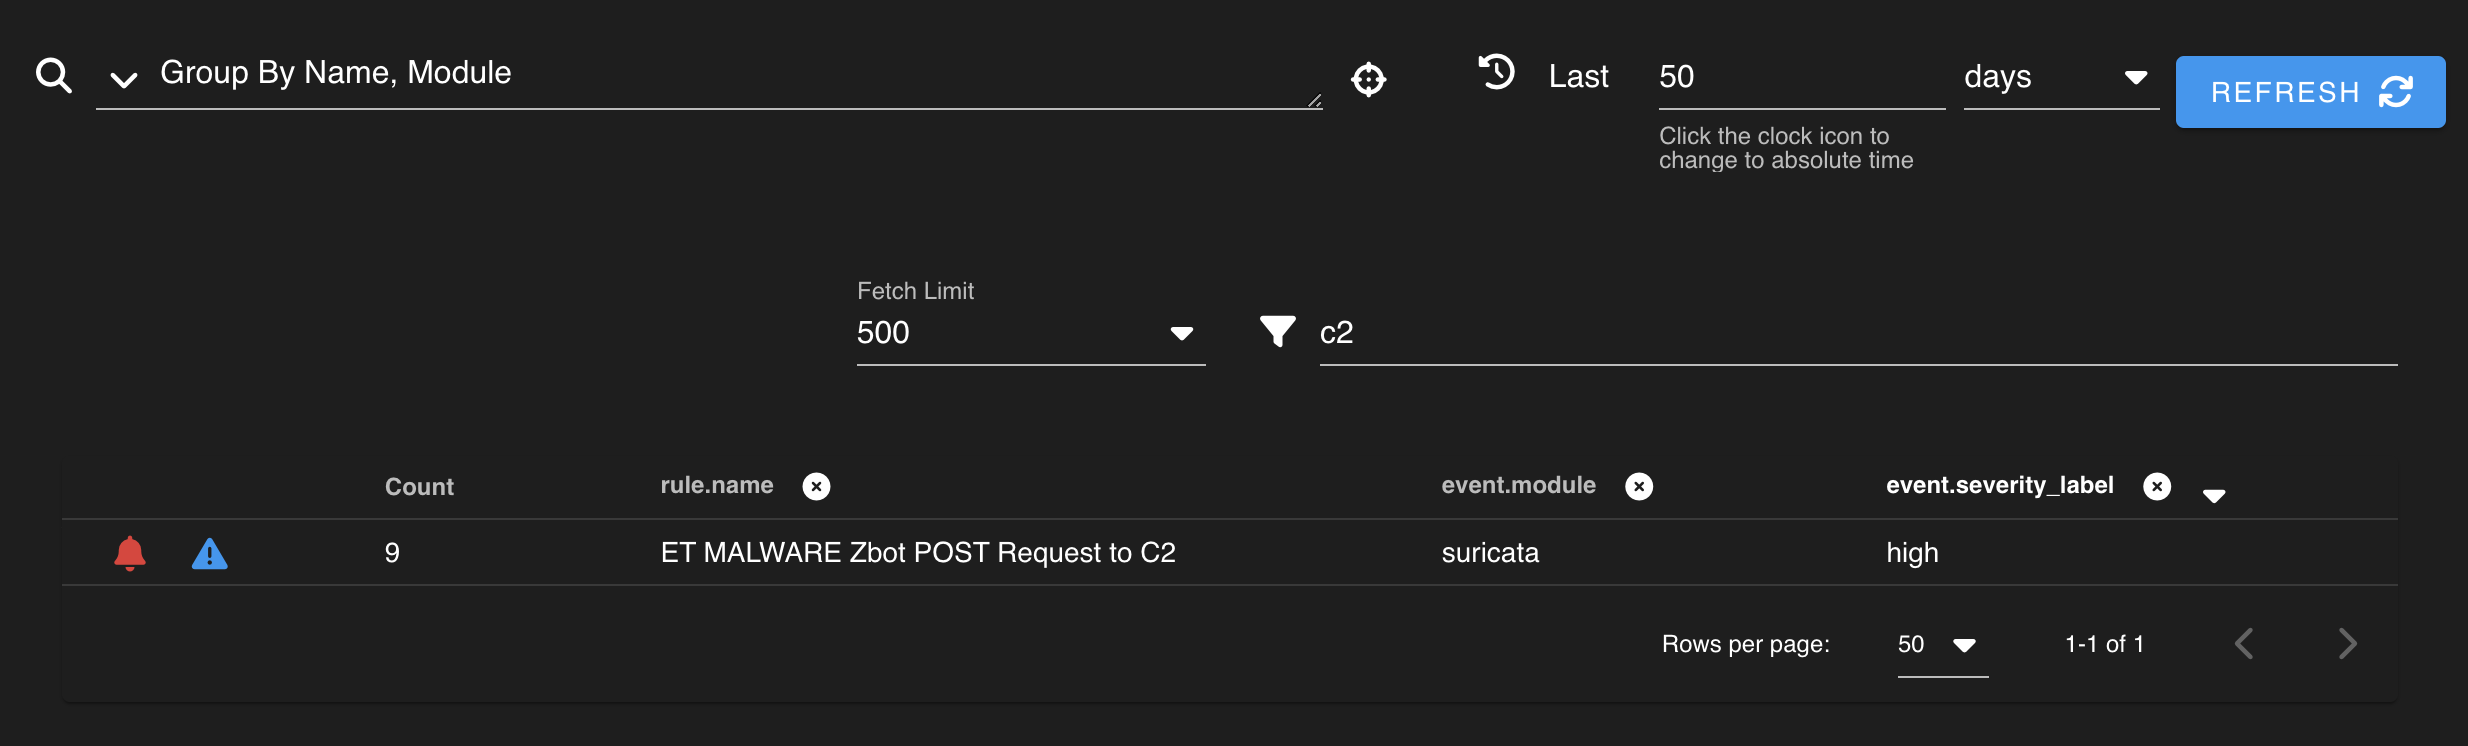 Group By Name, Module
Last 50 days REFRESH
Click the clock icon to
change to absolute time
Fetch Limit
500 c2
Count rule.name event.module event.severity_label
9 ET MALWARE Zbot POST Request to C2 suricata high
Rows per page: 50 1-1 of 1